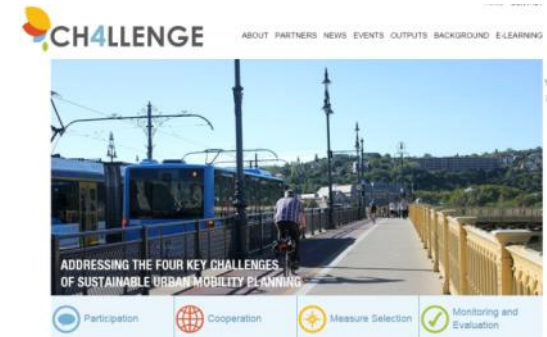 CH4LLENGE
ABOUT PARTNERS NEWS EVENTS OUTPUTS BACKGROUND E-LEARNING
ADDRESSING THE FOUR KEY CHALLENGES
OF SUSTAINABLE URBAN MOBILITY PLANNING
Participation
Cooperation
Measure Selection
Monitoring and
Evaluation